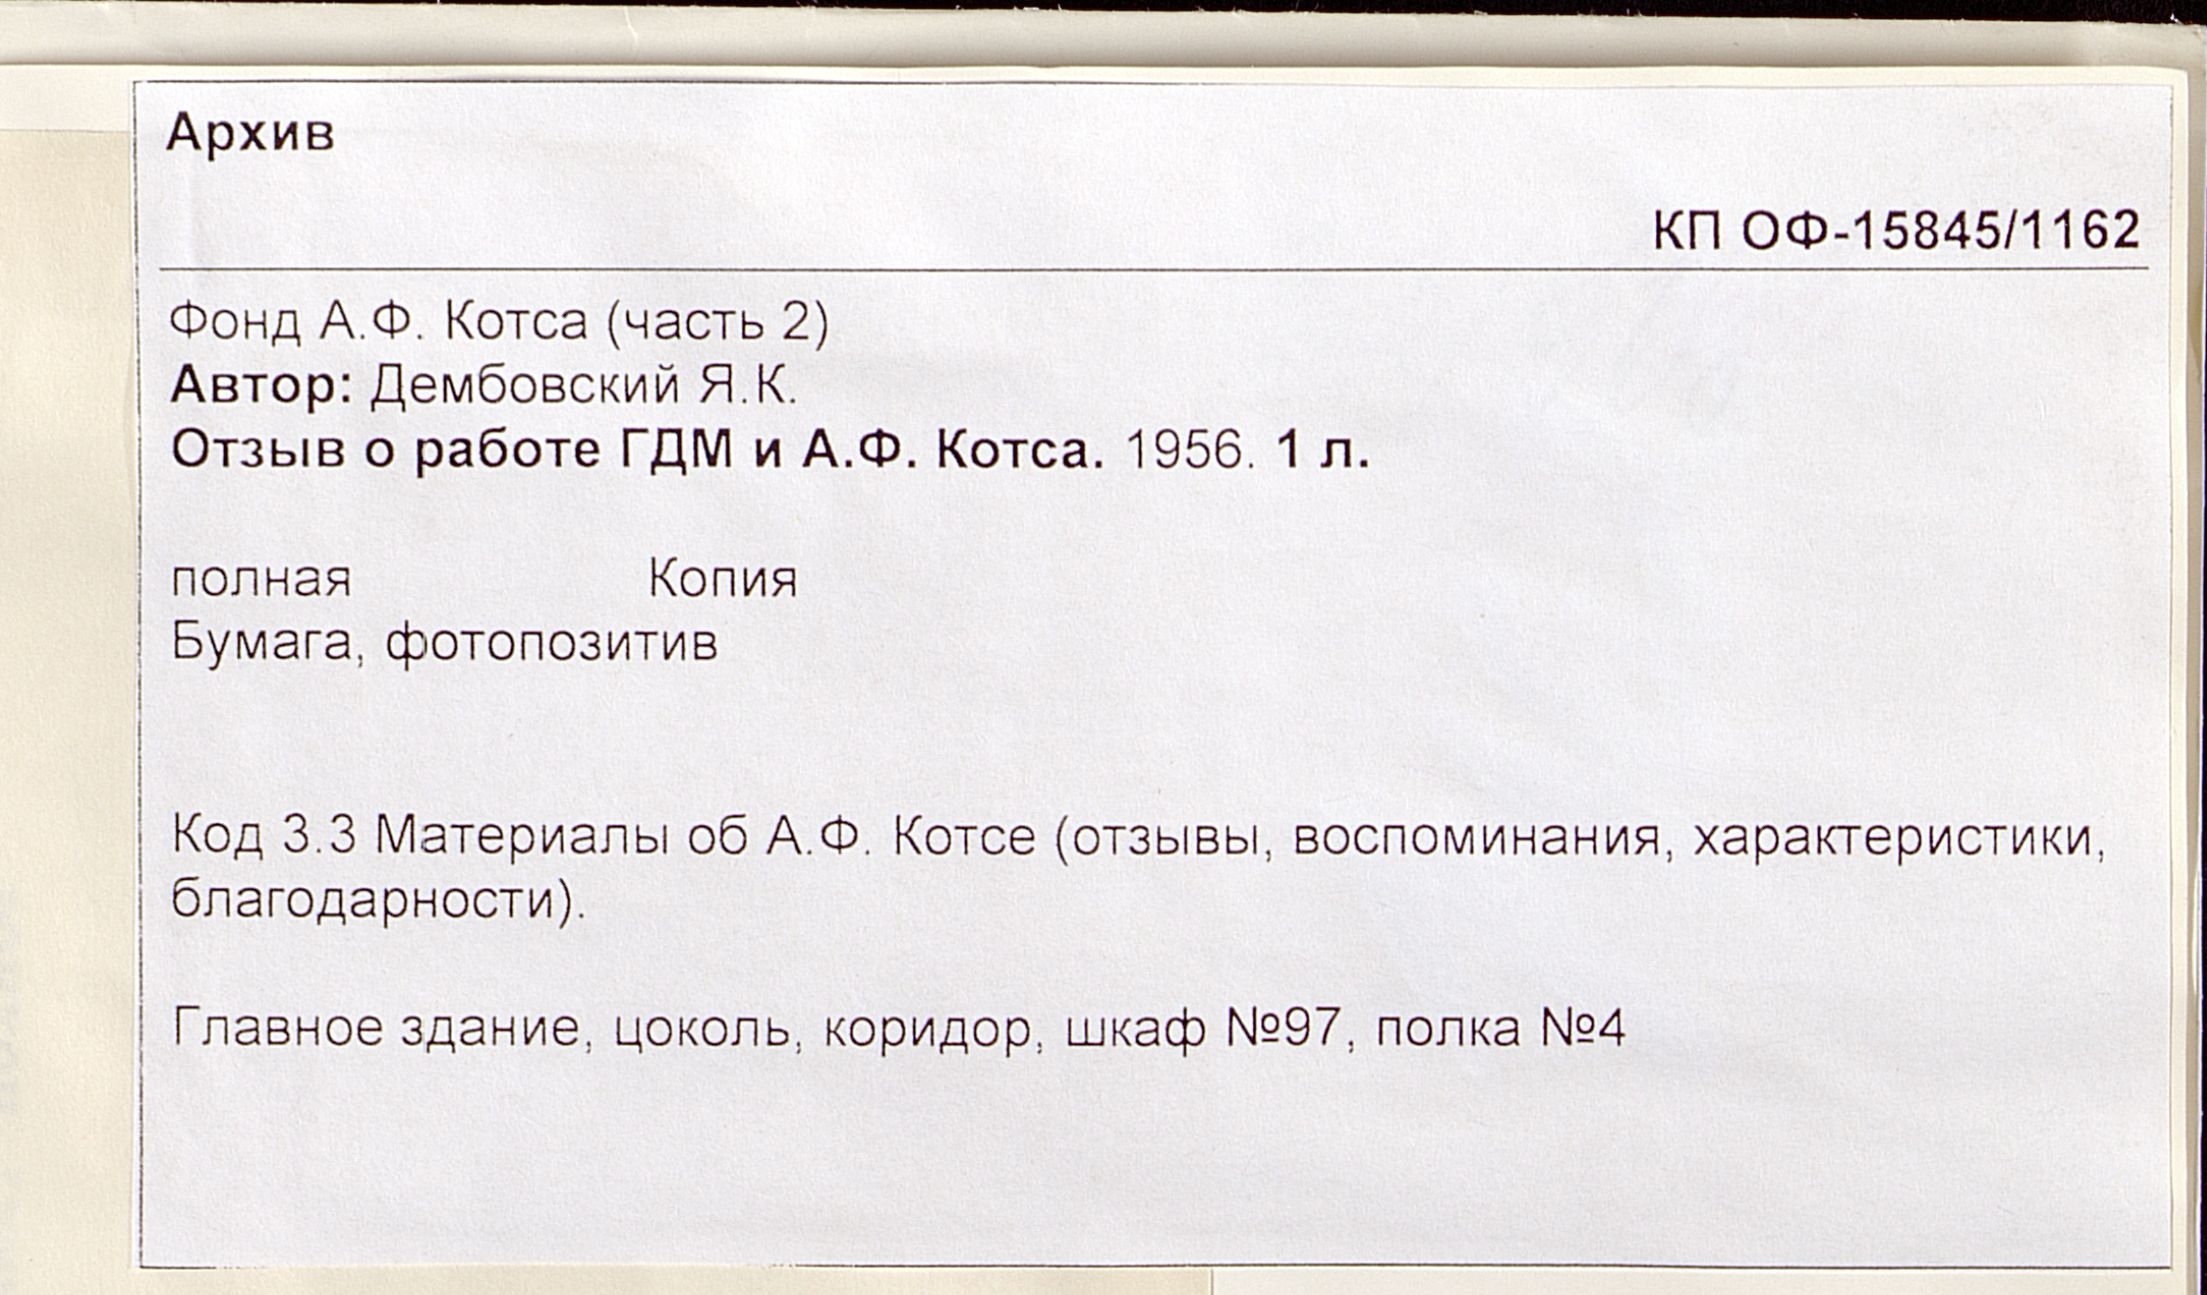 Архив
КП ОФ-15845/1162
Фонд А.Ф. Котса (часть 2)
Автор: Дембовский Я.К.
Отзыв о работе ГДМ и А.Ф. Котса. 1956. 1 л.
полная Копия
Бумага, фотопозитив
Код 3.3 Материалы об А.Ф. Котсе (отзывы, воспоминания, характеристики,
благодарности).
Главное здание, цоколь, коридор, шкаф №97, полка №4